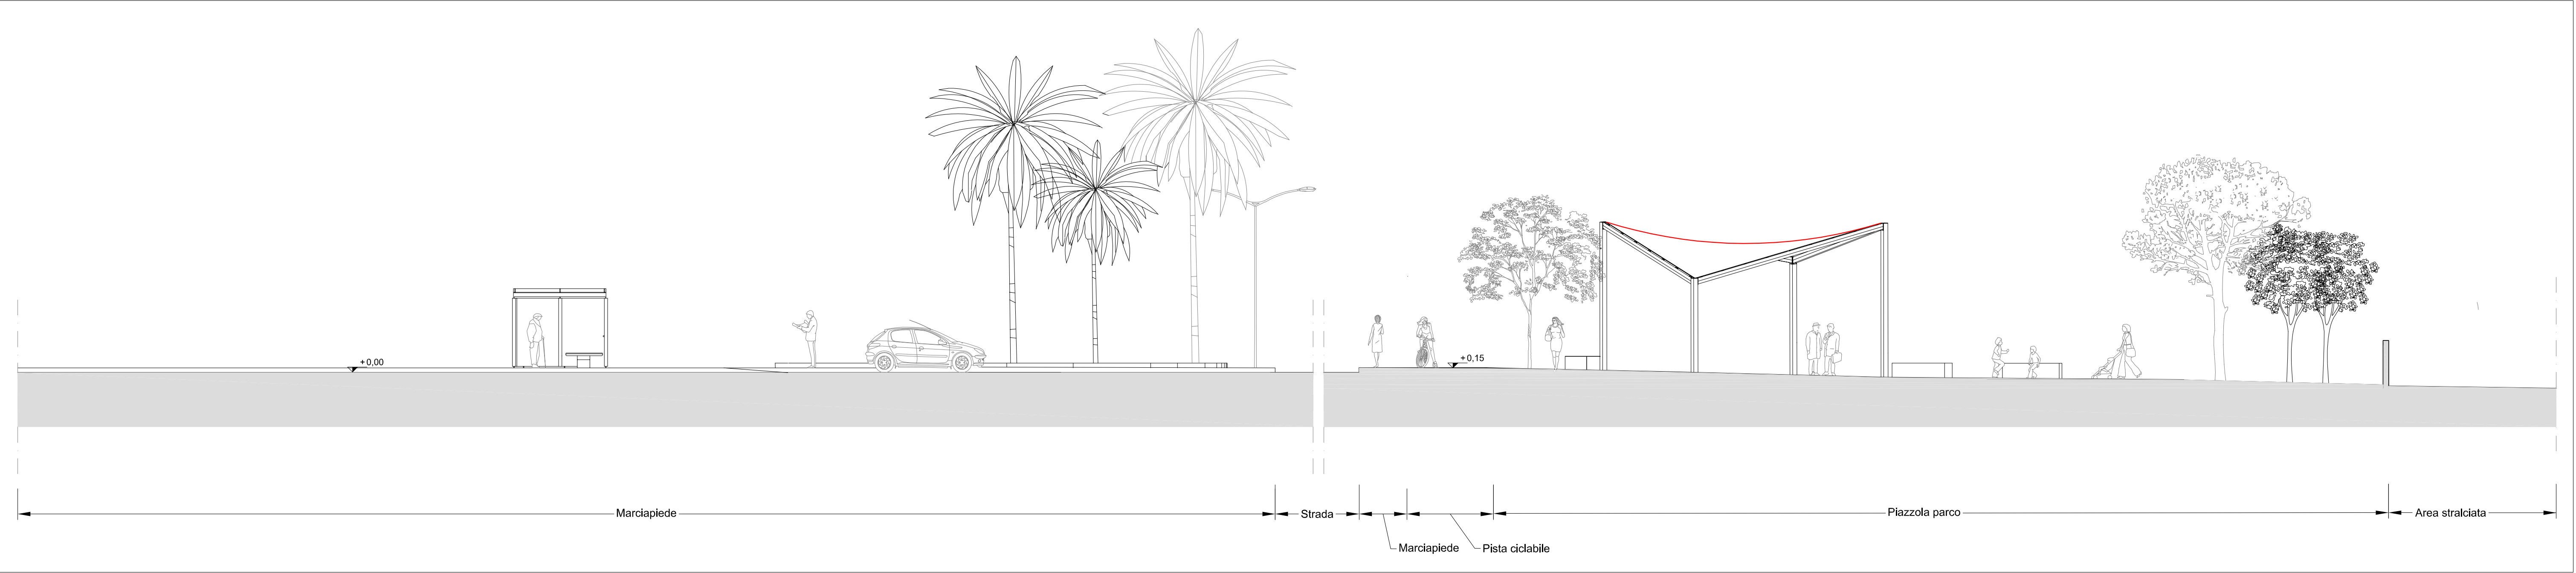 +0,00
+0,15
Marciapiede
Strada
Piazzola parco
Area stralciata
Marciapiede
Pista ciclabile